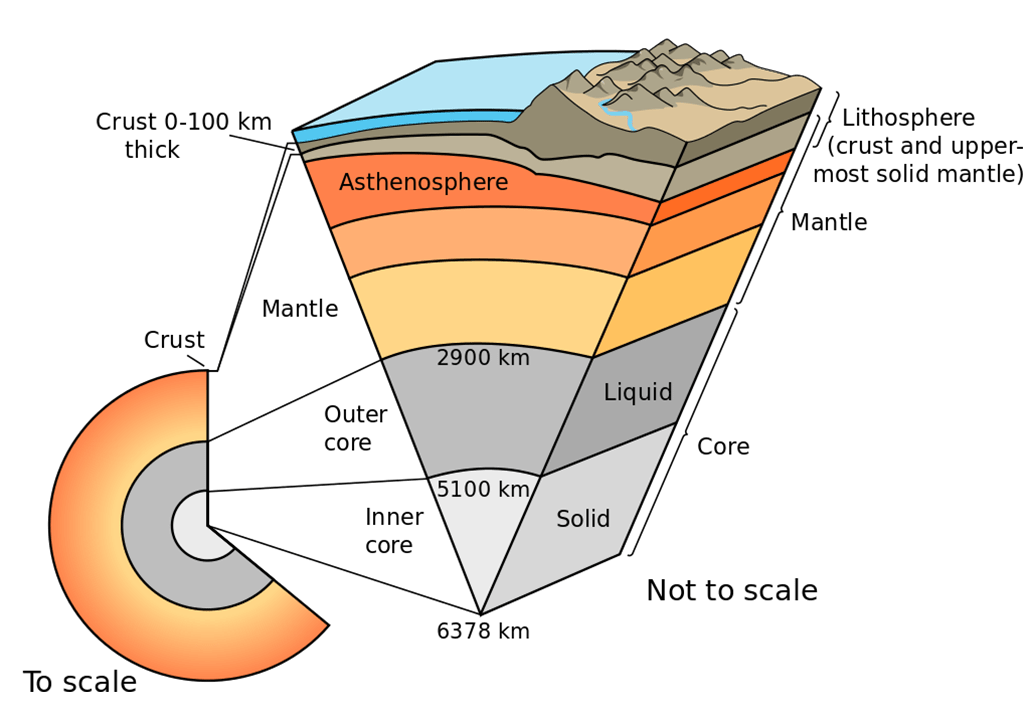 Crust 0-100 km
thick
Lithosphere
(crust and upper-
most solid mantle)
Asthenosphere
Mantle
Mantle
Crust
2900 km
Liquid
Outer
core
Core
5100 km
Inner
core
Solid
Not to scale
6378 km
To scale